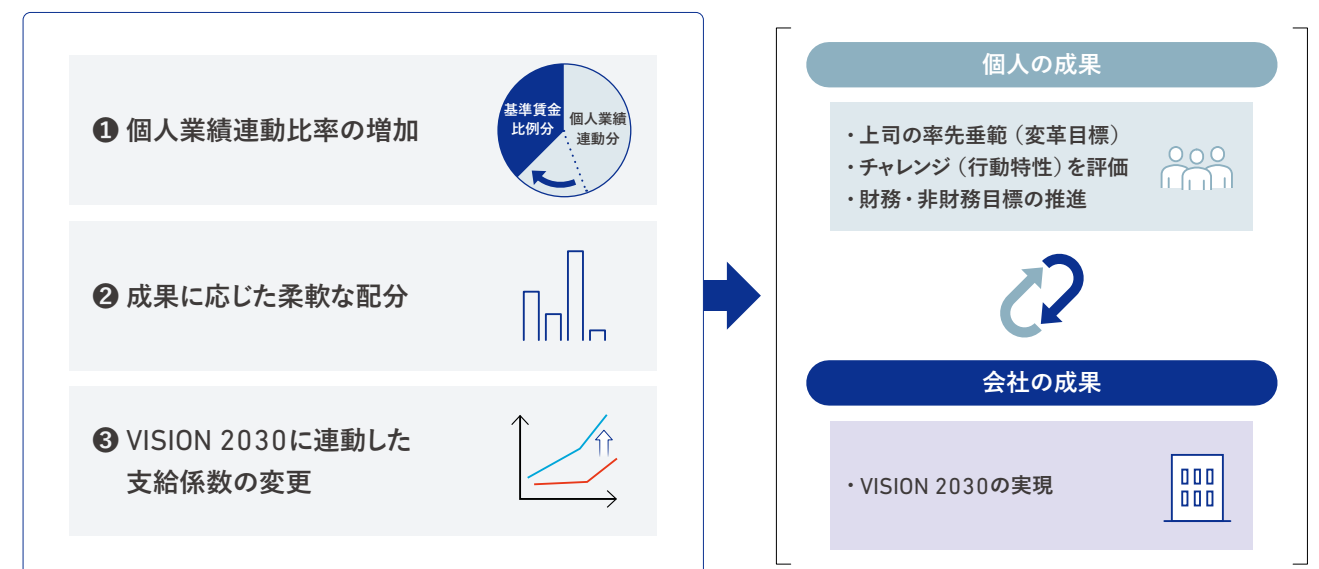 ❶ 個人業績連動比率の増加
基準賃金
比例分
個人業績
連動分
❷ 成果に応じた柔軟な配分
❸ VISION 2030に連動した
支給係数の変更
個人の成果
・上司の率先垂範（変革目標）
・チャレンジ（行動特性）を評価
・財務・非財務目標の推進
会社の成果
・VISION 2030の実現